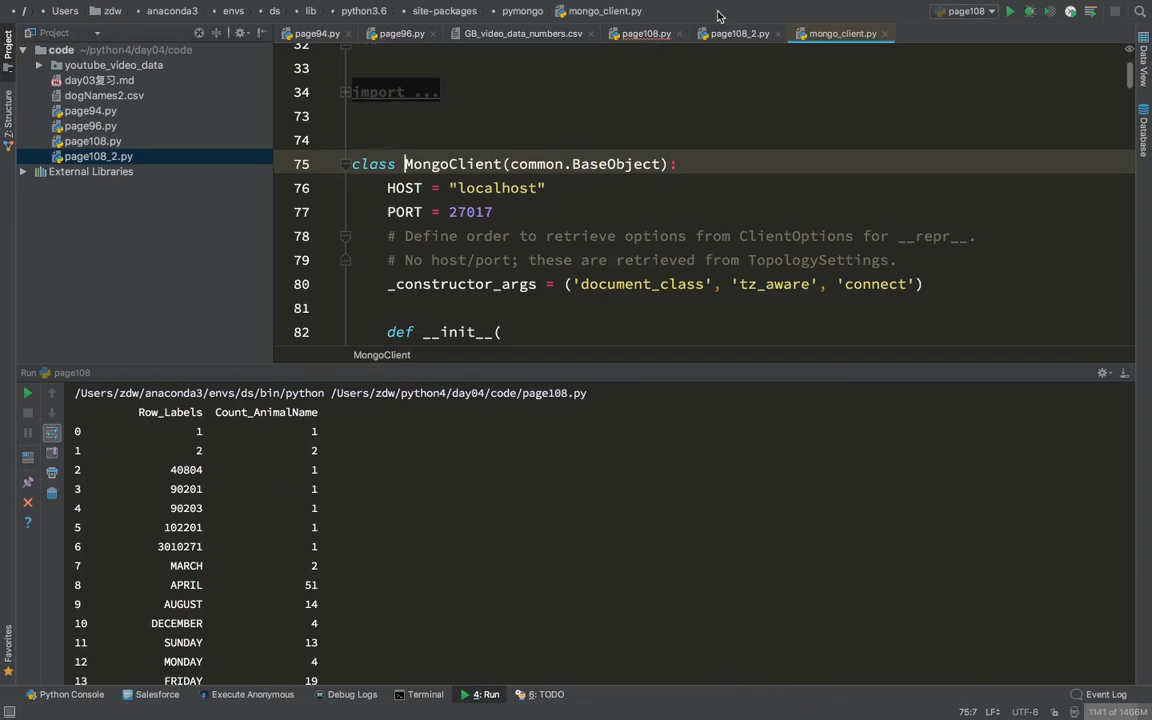 / Users zdw anaconda3 envs ds lib python3.6 site-packages pymongo mongo_client.py page108
Project page94.py page96.py GB_video_data_numbers.csv page108.py page108_2.py mongo_client.py
code ~/python4/day04/code
youtube_video_data
day03复习.md
dogNames2.csv
page94.py
page96.py
page108.py
page108_2.py
External Libraries
Project
7: Structure
Favorites
Data View
Database
32
33
34 import ...
73
74
75 class MongoClient(common.BaseObject):
76 HOST = "localhost"
77 PORT = 27017
78 # Define order to retrieve options from ClientOptions for __repr__.
79 # No host/port; these are retrieved from TopologySettings.
80 _constructor_args = ('document_class', 'tz_aware', 'connect')
81
82 def __init__(
MongoClient
Run page108
/Users/zdw/anaconda3/envs/ds/bin/python /Users/zdw/python4/day04/code/page108.py
Row_Labels Count_AnimalName
0 1 1
1 2 2
2 40804 1
3 90201 1
4 90203 1
5 102201 1
6 3010271 1
7 MARCH 2
8 APRIL 51
9 AUGUST 14
10 DECEMBER 4
11 SUNDAY 13
12 MONDAY 4
13 FRIDAY 19
Python Console Salesforce Execute Anonymous Debug Logs Terminal 4: Run 6: TODO Event Log
75:7 LF UTF-8 1141 of 1466M